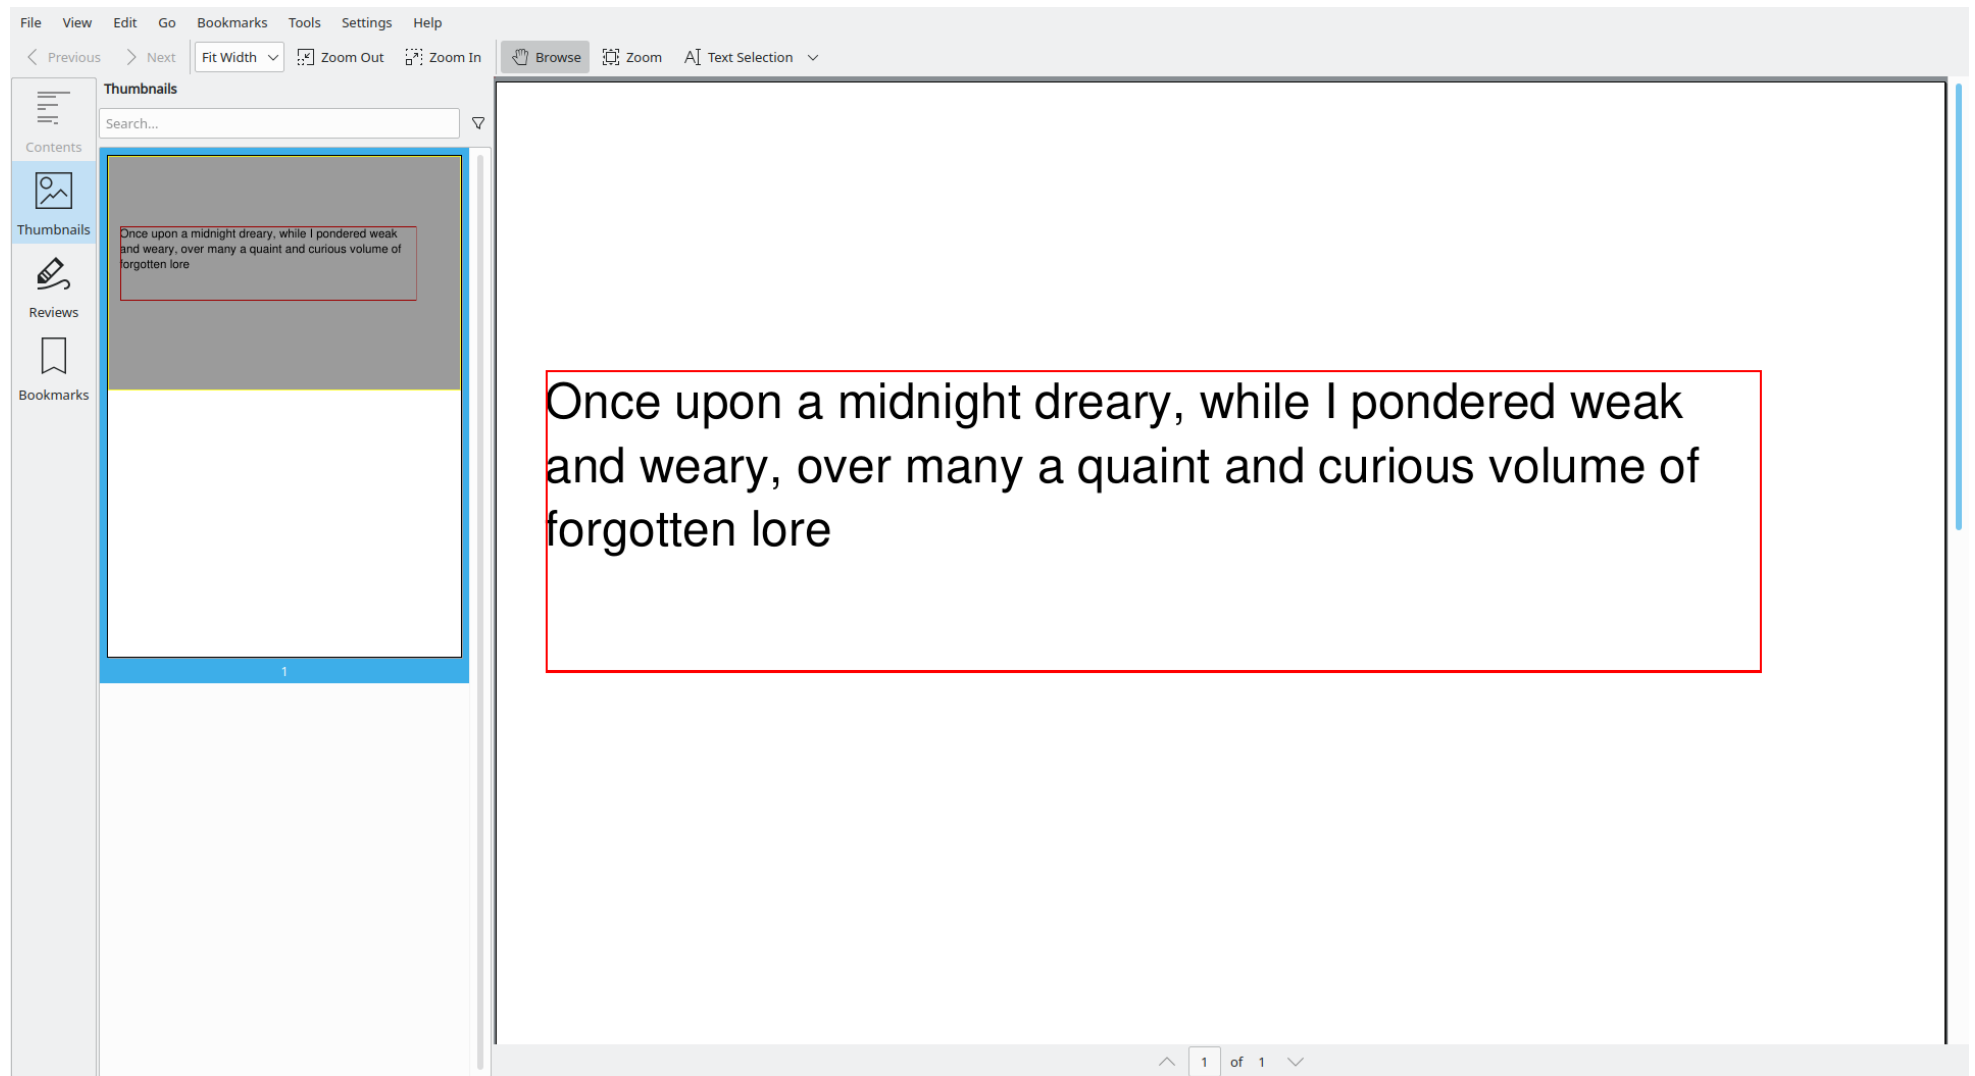 File View Edit Go Bookmarks Tools Settings Help
Previous Next Fit Width Zoom Out Zoom In Browse Zoom Text Selection
Contents
Thumbnails
Reviews
Bookmarks
Thumbnails
Search...
Once upon a midnight dreary, while I pondered weak
and weary, over many a quaint and curious volume of
forgotten lore
1
Once upon a midnight dreary, while I pondered weak
and weary, over many a quaint and curious volume of
forgotten lore
1 of 1